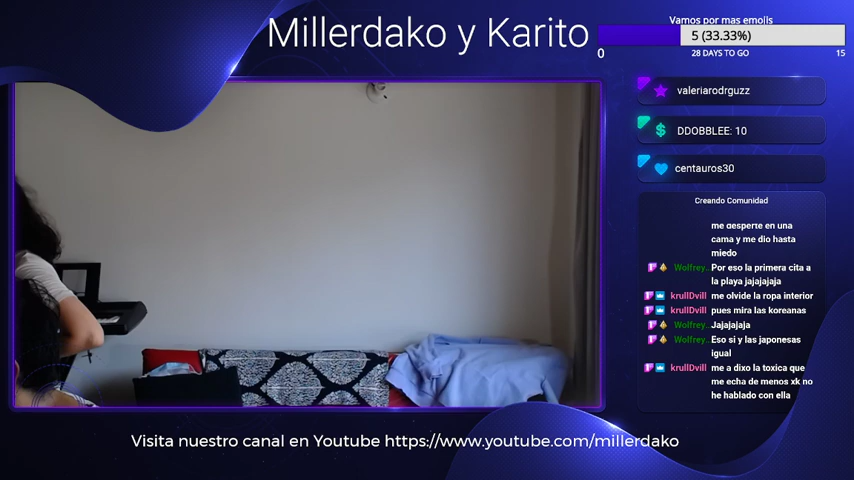 Millerdako y Karito
Vamos por mas emojis
5 (33.33%)
0
28 DAYS TO GO
15
valeriarodrguzz
DDOBBLEE: 10
centauros30
Creando Comunidad
me desperte en una
cama y me dio hasta
miedo
Wolfrey.. Por eso la primera cita a
la playa jajajajaja
krullDvill me olvide la ropa interior
krullDvill pues mira las koreanas
Wolfrey.. Jajajajaja
Wolfrey.. Eso si y las japonesas
igual
krullDvill me a dixo la toxica que
me echa de menos xk no
he hablado con ella
Visita nuestro canal en Youtube https://www.youtube.com/millerdako